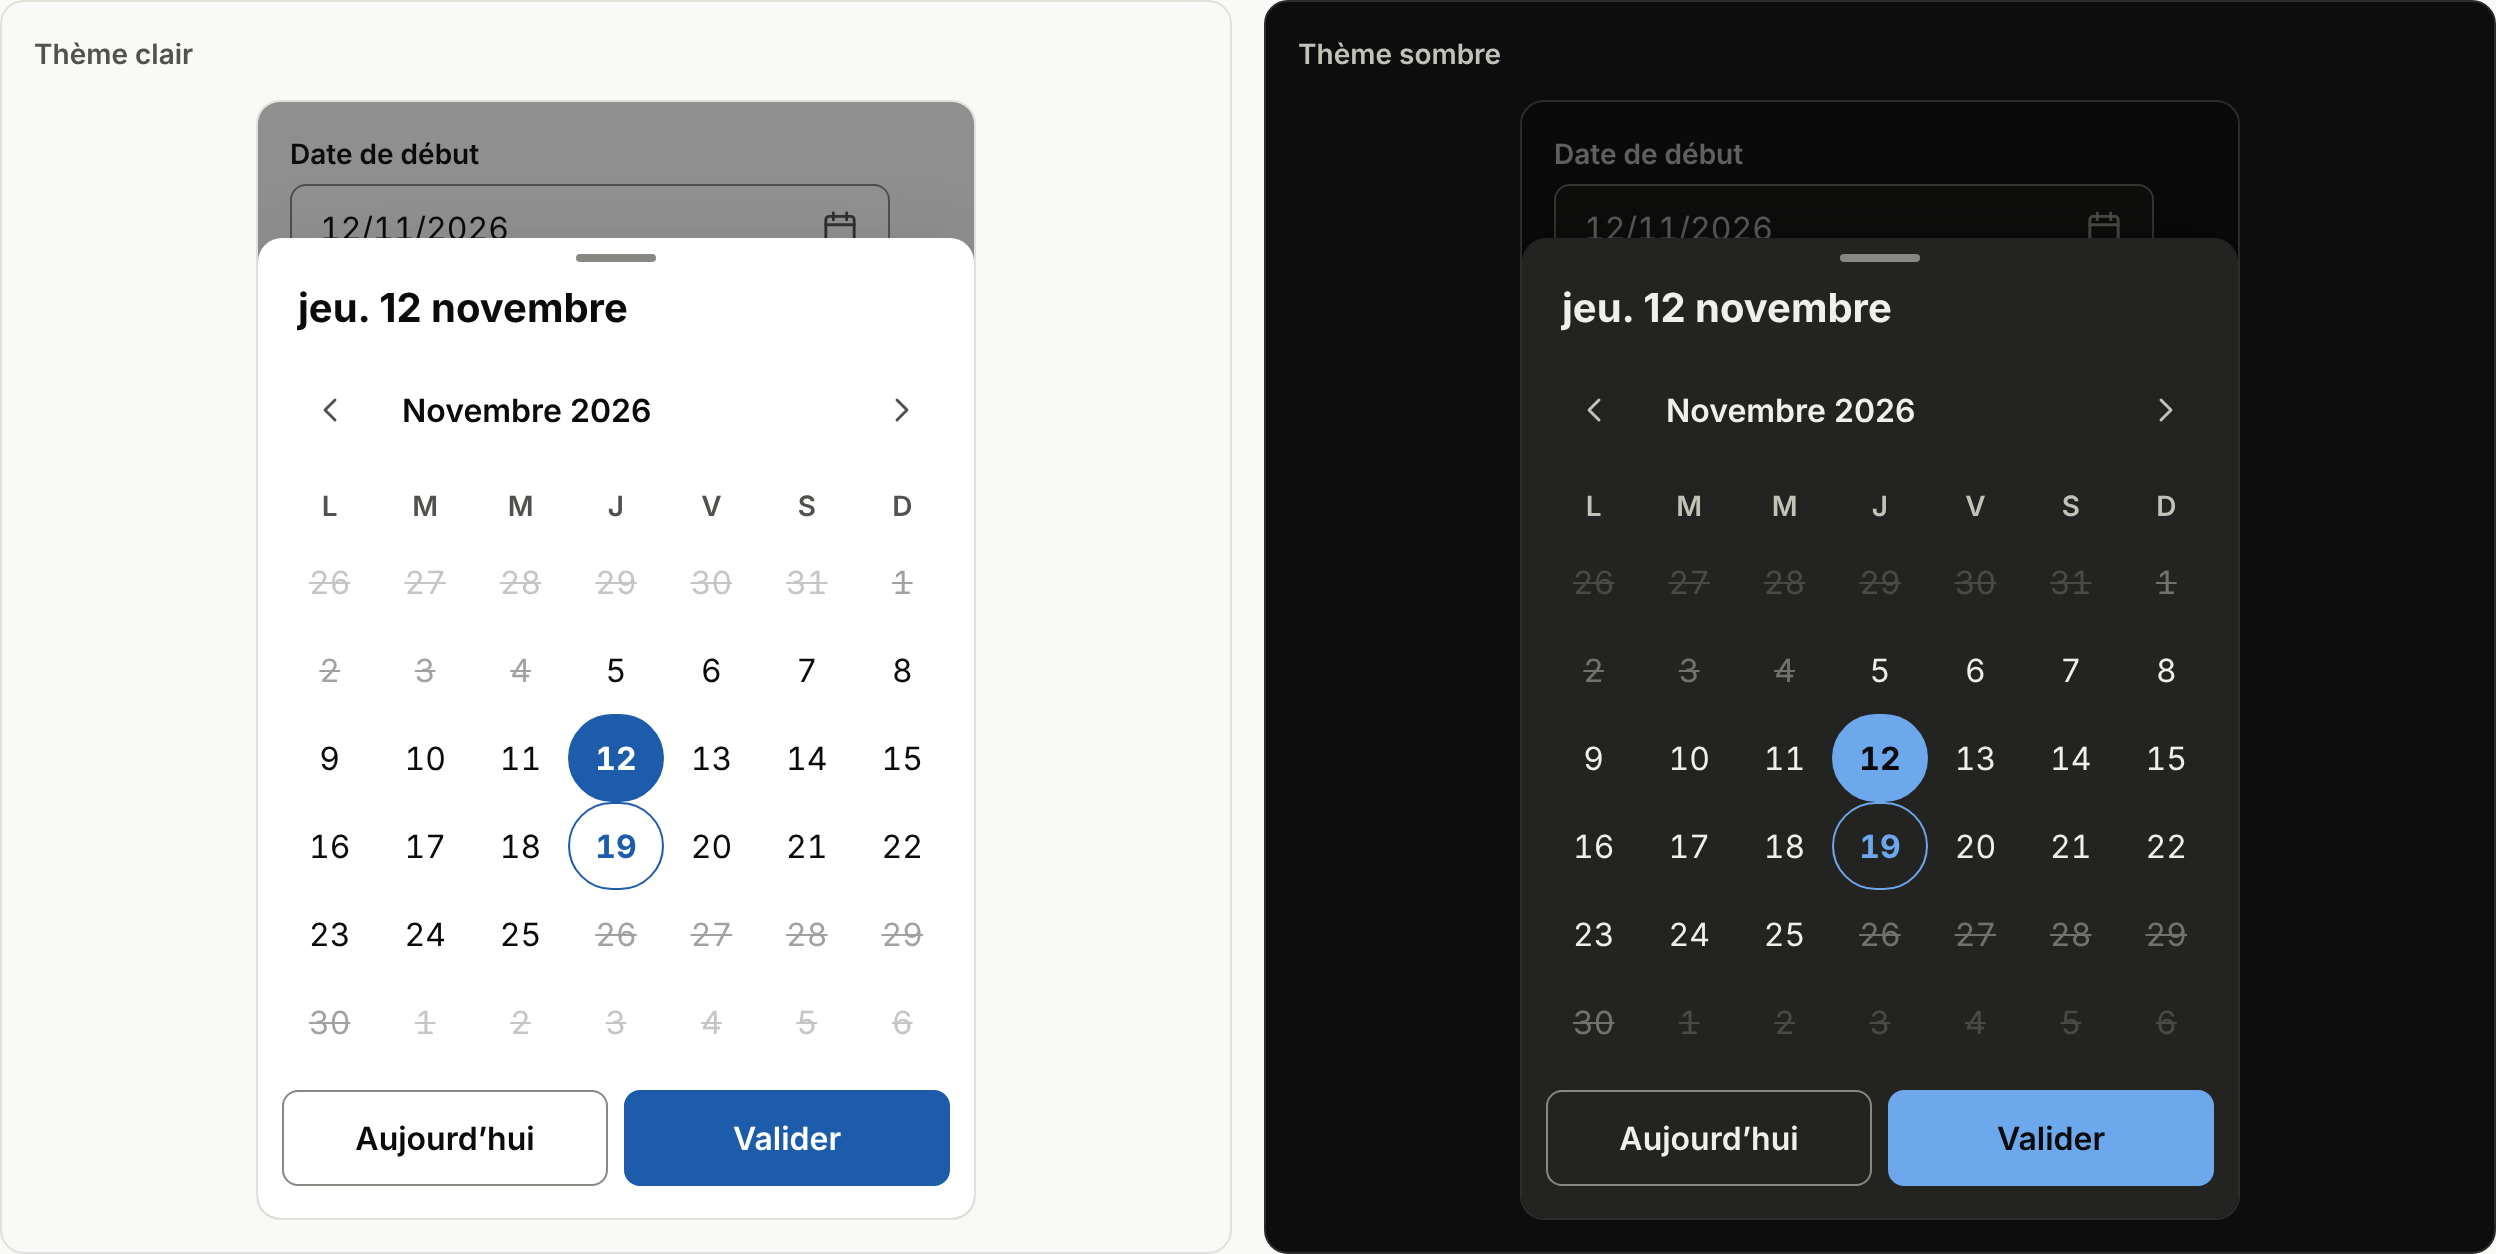 Thème clair
Date de début
12/11/2026
jeu. 12 novembre
Novembre 2026
L M M J V S D
26 27 28 29 30 31 1
2 3 4 5 6 7 8
9 10 11 12 13 14 15
16 17 18 19 20 21 22
23 24 25 26 27 28 29
30 1 2 3 4 5 6
Aujourd’hui Valider
Thème sombre
Date de début
12/11/2026
jeu. 12 novembre
Novembre 2026
L M M J V S D
26 27 28 29 30 31 1
2 3 4 5 6 7 8
9 10 11 12 13 14 15
16 17 18 19 20 21 22
23 24 25 26 27 28 29
30 1 2 3 4 5 6
Aujourd’hui Valider